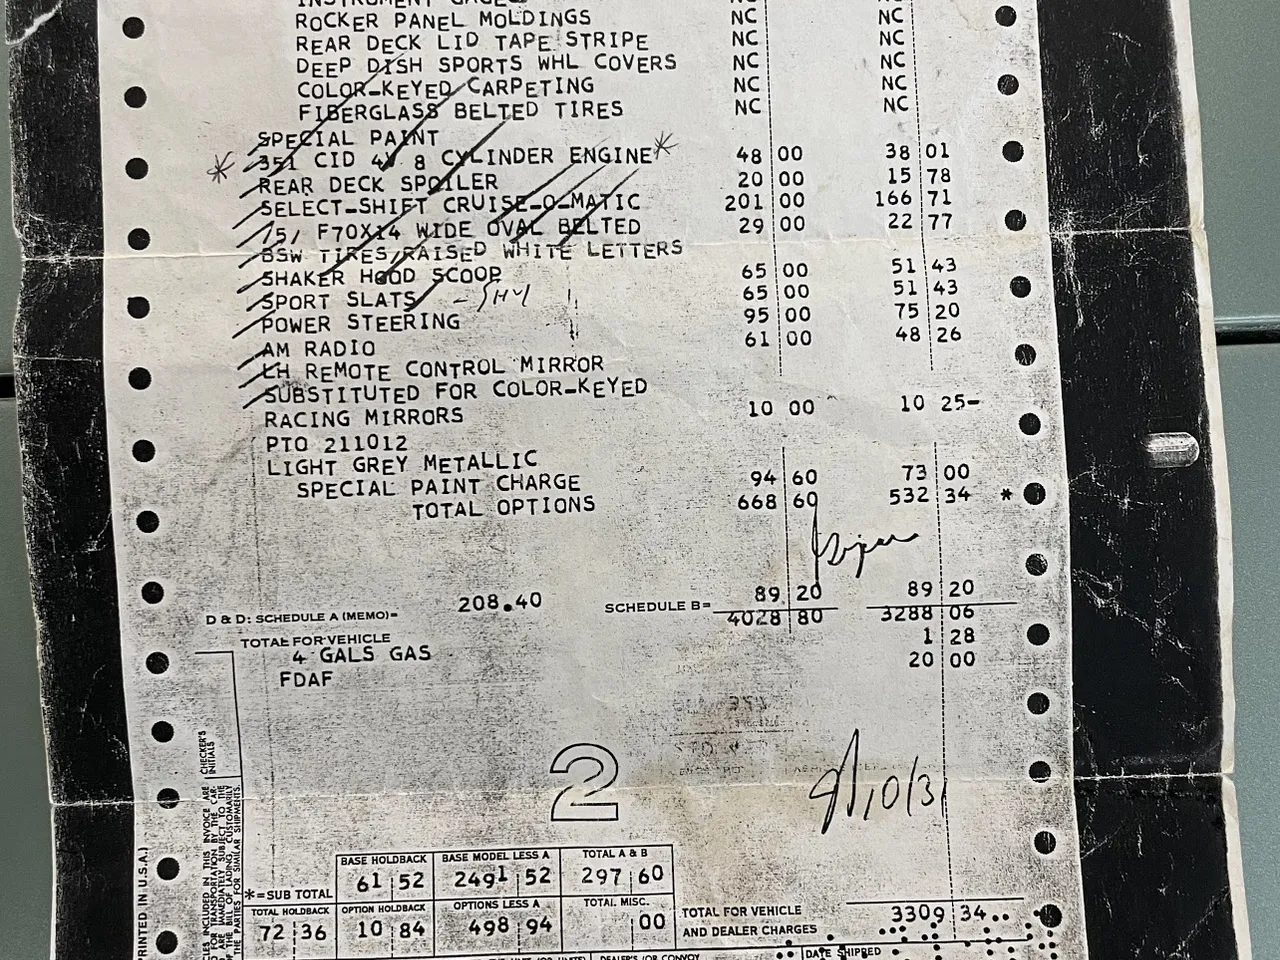 INSTRUMENT GAGES
ROCKER PANEL MOLDINGS NC NC
REAR DECK LID TAPE STRIPE NC NC
DEEP DISH SPORTS WHL COVERS NC NC
COLOR-KEYED CARPETING NC NC
FIBERGLASS BELTED TIRES NC NC
SPECIAL PAINT
* 351 CID 4V 8 CYLINDER ENGINE * 48 00 38 01
REAR DECK SPOILER 20 00 15 78
SELECT-SHIFT CRUISE-O-MATIC 201 00 166 71
/5/ F70X14 WIDE OVAL BELTED 29 00 22 77
BSW TIRES/RAISED WHITE LETTERS
SHAKER HOOD SCOOP 65 00 51 43
SPORT SLATS 65 00 51 43
POWER STEERING 95 00 75 20
AM RADIO 61 00 48 26
LH REMOTE CONTROL MIRROR
SUBSTITUTED FOR COLOR-KEYED
RACING MIRRORS 10 00 10 25-
PTO 211012
LIGHT GREY METALLIC
SPECIAL PAINT CHARGE 94 60 73 00
TOTAL OPTIONS 668 60 532 34 *
D & D: SCHEDULE A (MEMO)= 208.40 SCHEDULE B= 89 20 89 20
TOTAL FOR VEHICLE 4028 80 3288 06
4 GALS GAS 1 28
FDAF 20 00
CHECKER'S INITIALS
2
10/31
PRINTED IN U.S.A.)
*=SUB TOTAL
BASE HOLDBACK 61 52
BASE MODEL LESS A 2491 52
TOTAL A & B 297 60
TOTAL HOLDBACK 72 36
OPTION HOLDBACK 10 84
OPTIONS LESS A 498 94
TOTAL MISC. 00
TOTAL FOR VEHICLE
AND DEALER CHARGES 3309 34
DATE SHIPPED